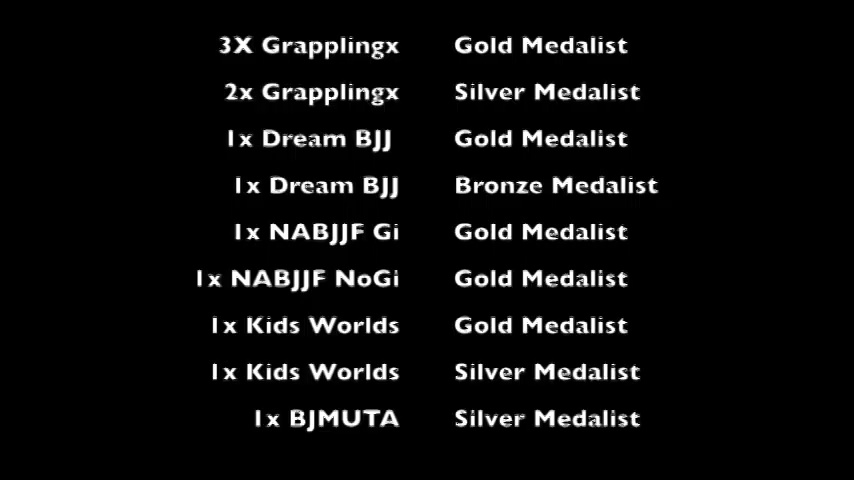 3X Grapplingx Gold Medalist
2x Grapplingx Silver Medalist
1x Dream BJJ Gold Medalist
1x Dream BJJ Bronze Medalist
1x NABJJF Gi Gold Medalist
1x NABJJF NoGi Gold Medalist
1x Kids Worlds Gold Medalist
1x Kids Worlds Silver Medalist
1x BJMUTA Silver Medalist